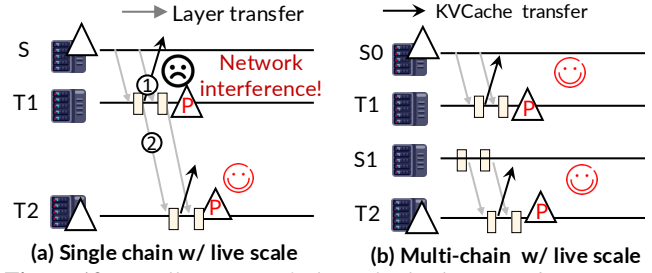 Layer transfer
KVCache transfer
S
Network
interference!
①
T1
P
②
T2
P
S0
T1
P
S1
T2
P
(a) Single chain w/ live scale
(b) Multi-chain w/ live scale